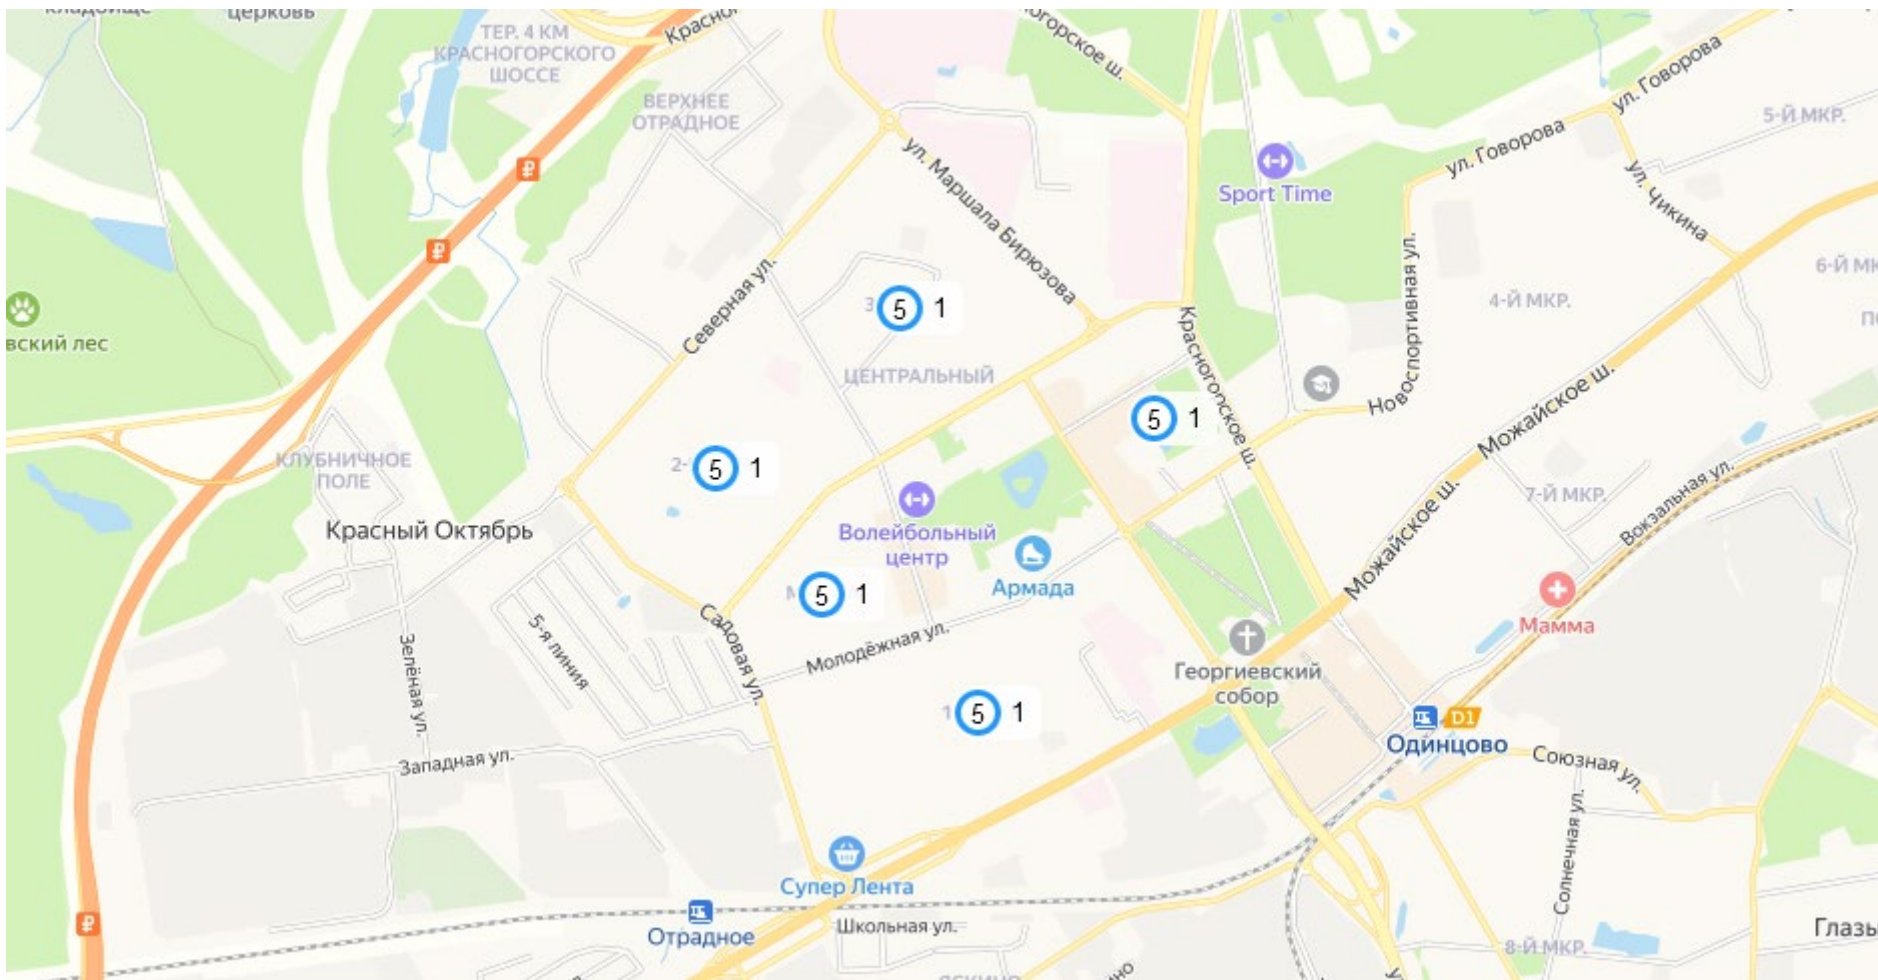 церковь
ТЕР. 4 КМ
КРАСНОГОРСКОГО
ШОССЕ
ВЕРХНЕЕ
ОТРАДНОЕ
ул. Говорова
5-Й МКР.
ул. Говорова
ул. Маршала Бирюзова
Sport Time
ул. Чикина
Северная ул.
5 1
4-Й МКР.
вский лес
Красногорское ш.
Новоспортивная ул.
ЦЕНТРАЛЬНЫЙ
5 1
Можайское ш.
КЛУБНИЧНОЕ
ПОЛЕ
2-
5 1
7-Й МКР.
Вокзальная ул.
Красный Октябрь
Волейбольный
центр
Можайское ш.
Армада
5 1
Мамма
Садовая ул.
5-я линия
Зелёная ул.
Молодёжная ул.
Георгиевский
собор
1
5 1
D1
Одинцово
Западная ул.
Союзная ул.
Солнечная ул.
Супер Лента
Отрадное
Школьная ул.
8-Й МКР.
Глазы